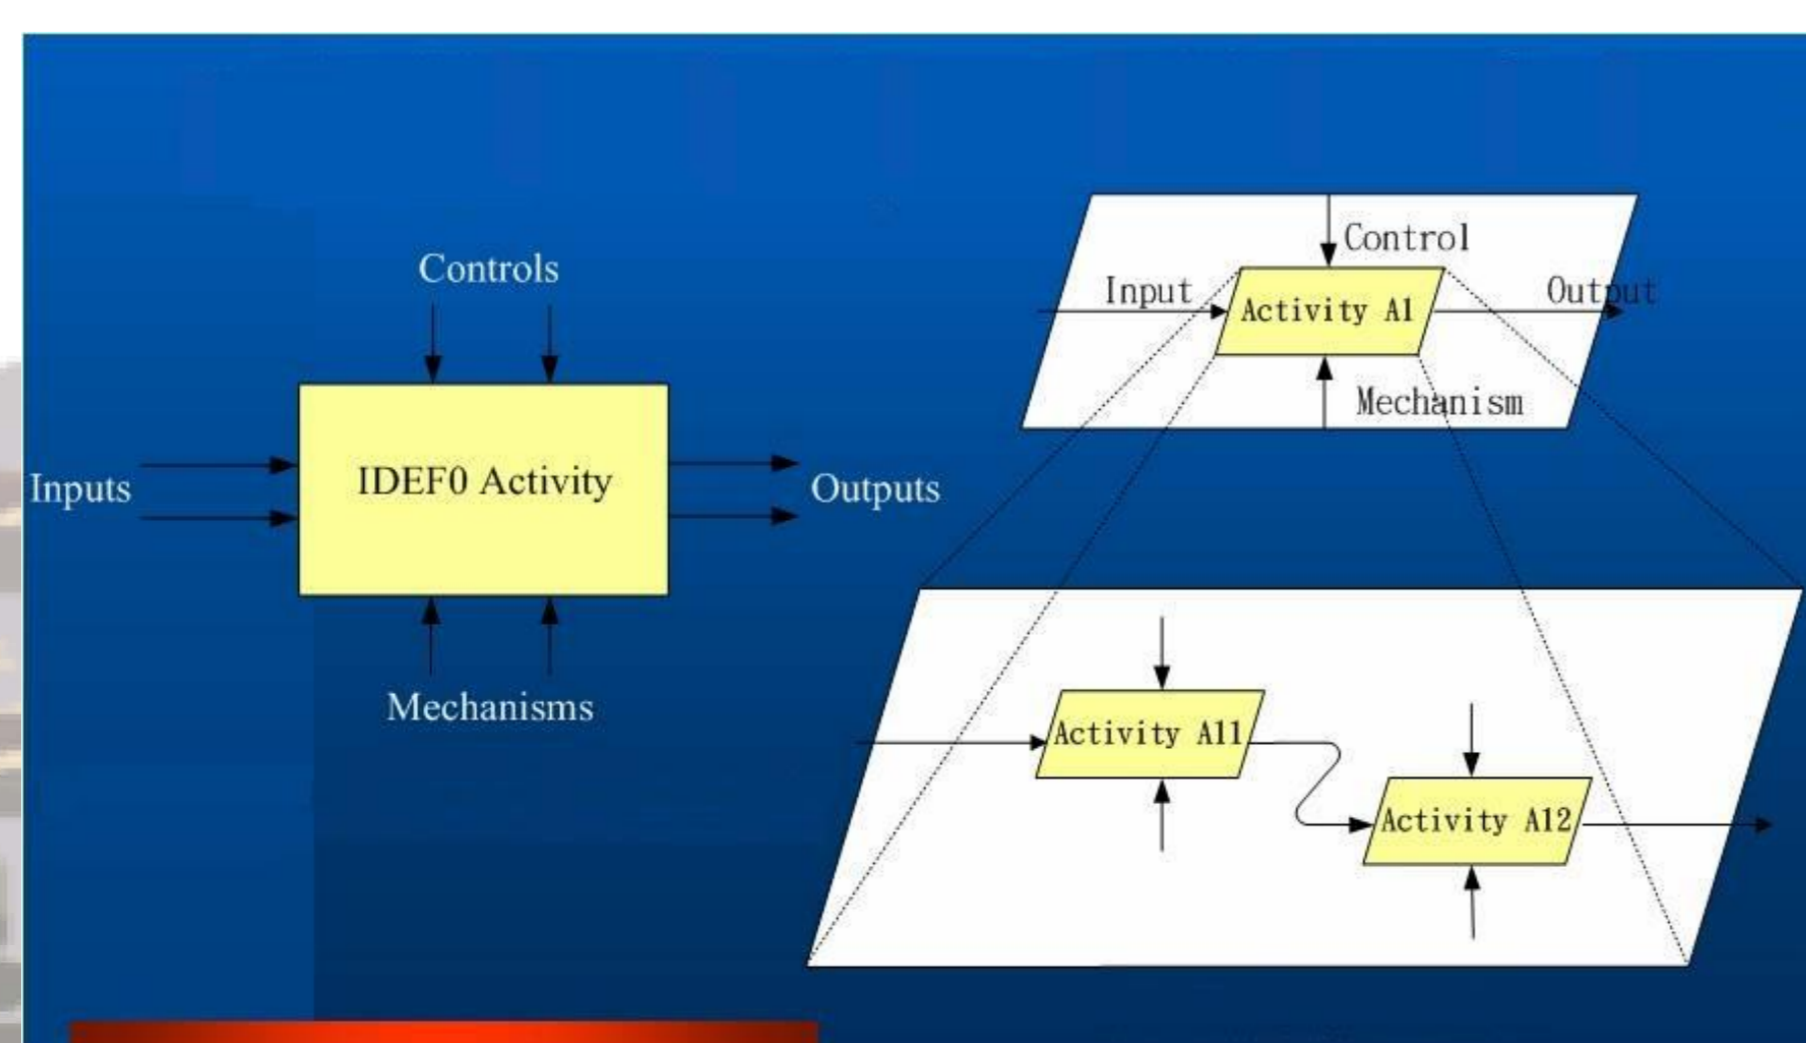 Controls
Inputs
IDEF0 Activity
Outputs
Mechanisms
Control
Input
Output
Activity A1
Mechanism
Activity A11
Activity A12